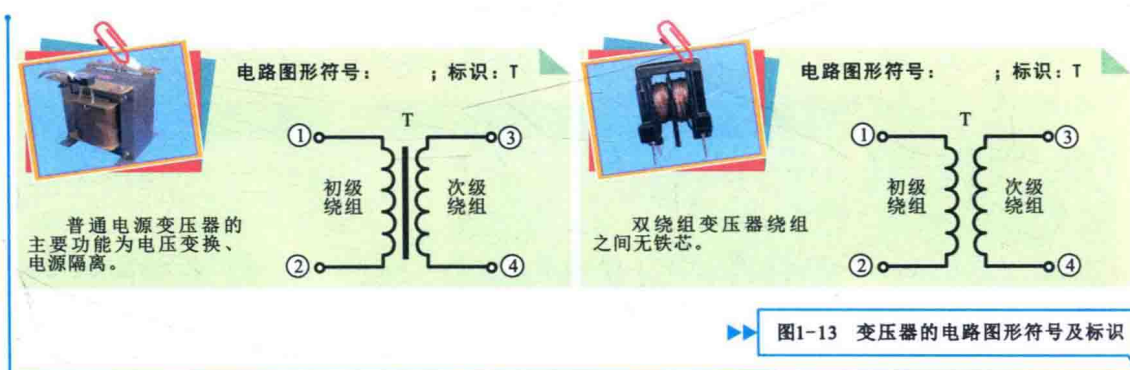 电路图形符号： ；标识：T
T
① ③
初级 次级
绕组 绕组
② ④
普通电源变压器的
主要功能为电压变换、
电源隔离。
电路图形符号： ；标识：T
T
① ③
初级 次级
绕组 绕组
② ④
双绕组变压器绕组
之间无铁芯。
图1-13 变压器的电路图形符号及标识